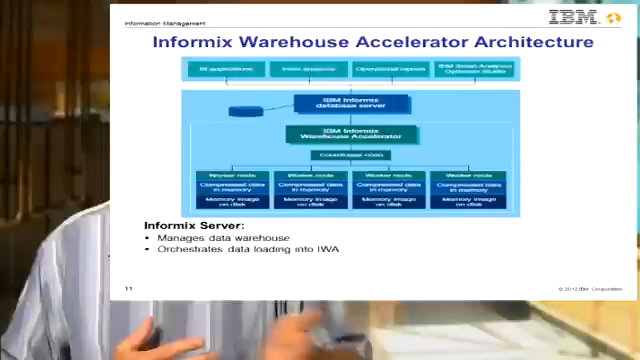 Information Management
IBM
Informix Warehouse Accelerator Architecture
BI applications
Operational reports
IBM Smart Analytics
Optimizer Studio
IBM Informix
database server
IBM Informix
Warehouse Accelerator
Coordinator node
Worker node Worker node Worker node Worker node
Compressed data Compressed data Compressed data Compressed data
in memory in memory in memory in memory
Memory image Memory image Memory image Memory image
on disk on disk on disk on disk
Informix Server:
• Manages data warehouse
• Orchestrates data loading into IWA
11
© 2012 IBM Corporation